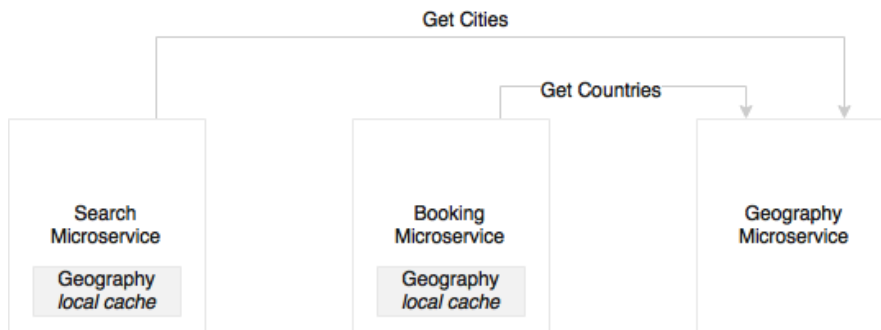 Get Cities
Get Countries
Search
Microservice
Geography
local cache
Booking
Microservice
Geography
local cache
Geography
Microservice